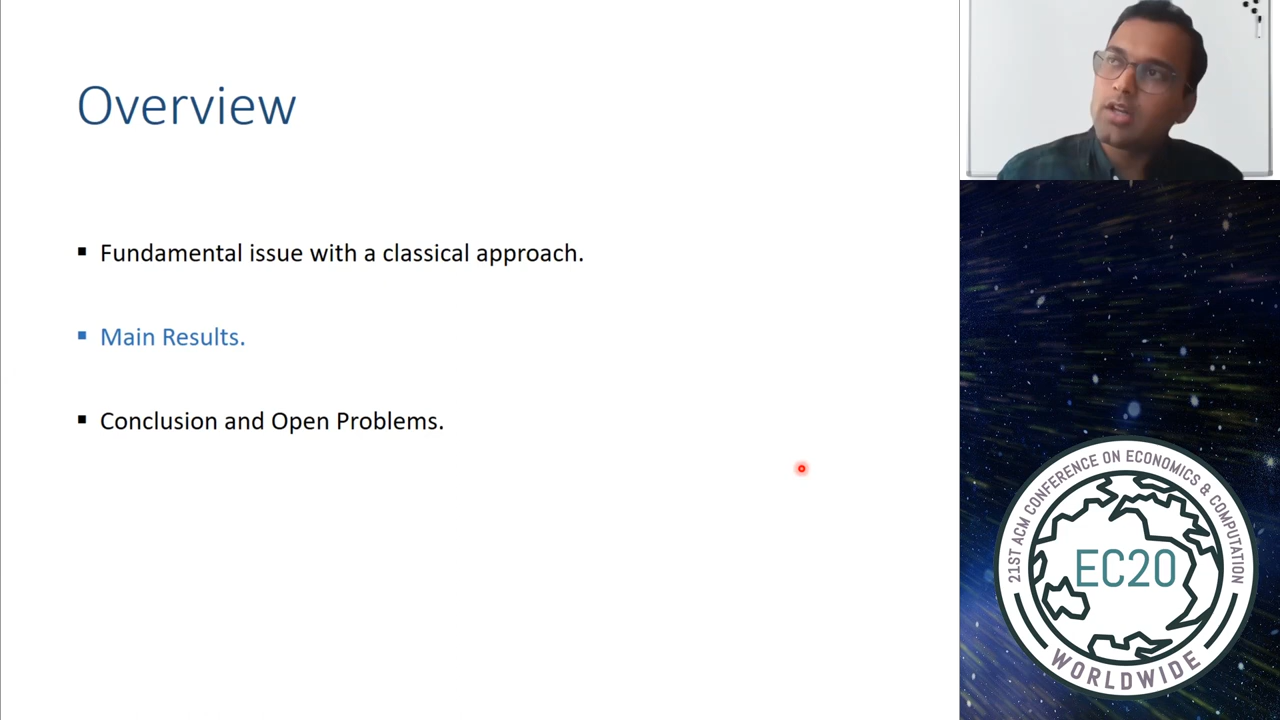 Overview
▪ Fundamental issue with a classical approach.
▪ Main Results.
▪ Conclusion and Open Problems.
21ST ACM CONFERENCE ON ECONOMICS & COMPUTATION
EC20
WORLDWIDE